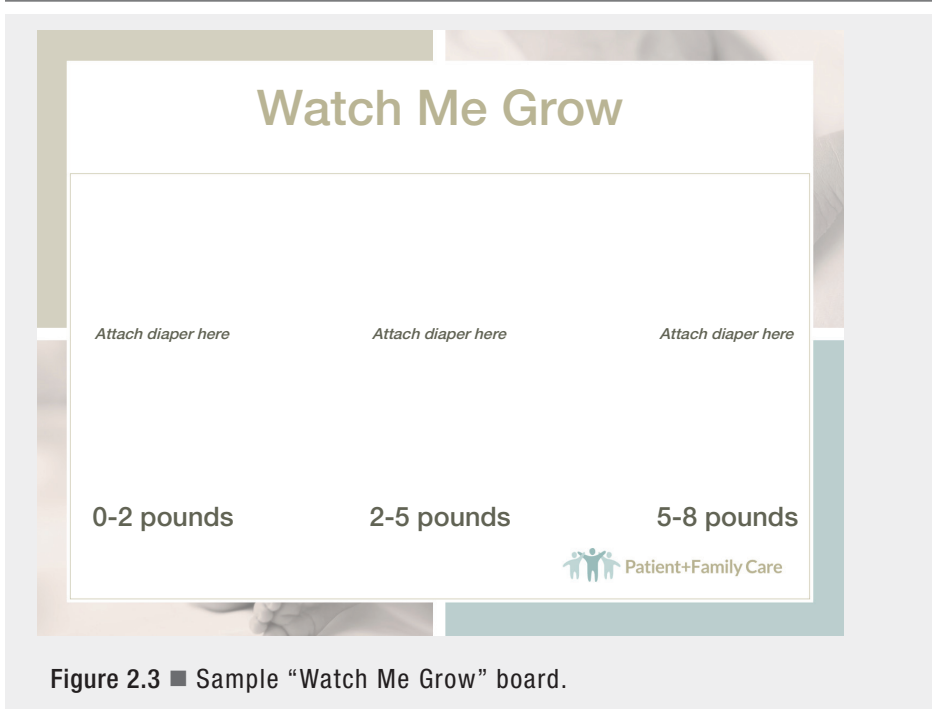 Watch Me Grow
Attach diaper here Attach diaper here Attach diaper here
0-2 pounds 2-5 pounds 5-8 pounds
Patient+Family Care
Figure 2.3 ■ Sample “Watch Me Grow” board.